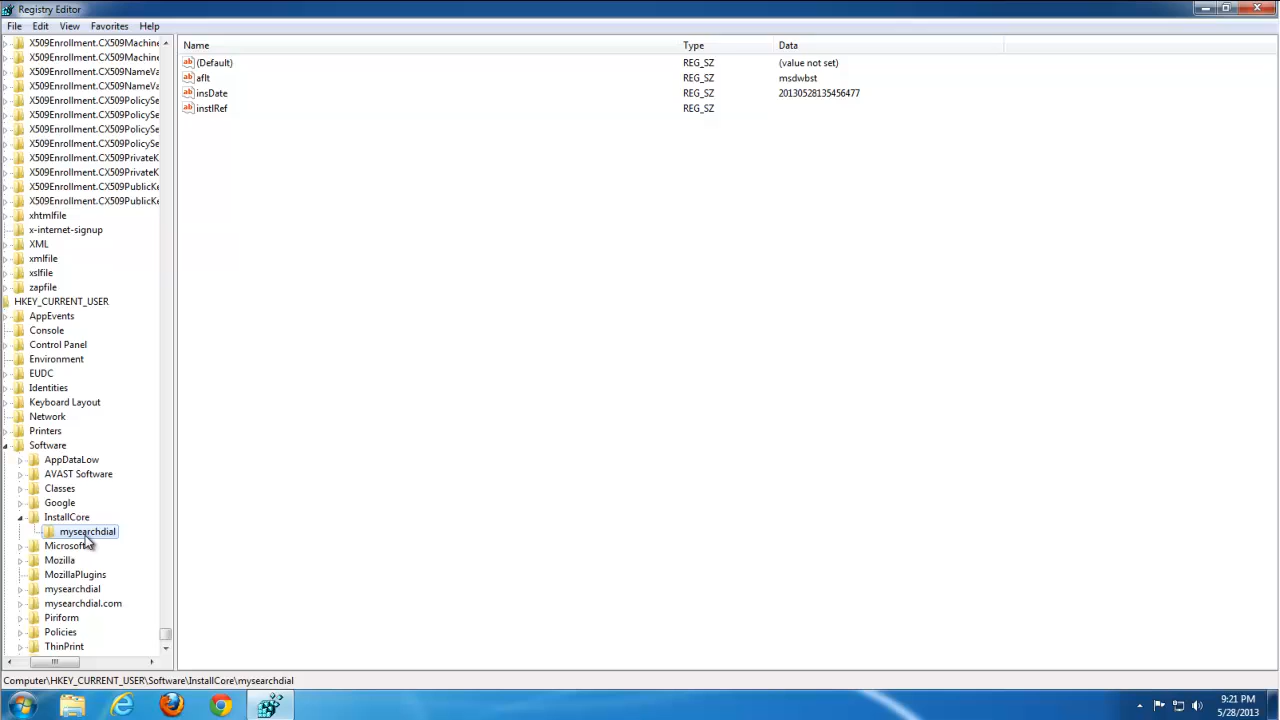 Registry Editor
File Edit View Favorites Help
X509Enrollment.CX509Machine
X509Enrollment.CX509Machine
X509Enrollment.CX509NameVa
X509Enrollment.CX509NameVa
X509Enrollment.CX509PolicySe
X509Enrollment.CX509PolicySe
X509Enrollment.CX509PolicySe
X509Enrollment.CX509PolicySe
X509Enrollment.CX509PrivateK
X509Enrollment.CX509PrivateK
X509Enrollment.CX509PublicKe
X509Enrollment.CX509PublicKe
xhtmlfile
x-internet-signup
XML
xmlfile
xslfile
zapfile
HKEY_CURRENT_USER
AppEvents
Console
Control Panel
Environment
EUDC
Identities
Keyboard Layout
Network
Printers
Software
AppDataLow
AVAST Software
Classes
Google
InstallCore
mysearchdial
Microsoft
Mozilla
MozillaPlugins
mysearchdial
mysearchdial.com
Piriform
Policies
ThinPrint
Name Type Data
(Default) REG_SZ (value not set)
aflt REG_SZ msdwbst
insDate REG_SZ 20130528135456477
instlRef REG_SZ
Computer\HKEY_CURRENT_USER\Software\InstallCore\mysearchdial
9:21 PM
5/28/2013